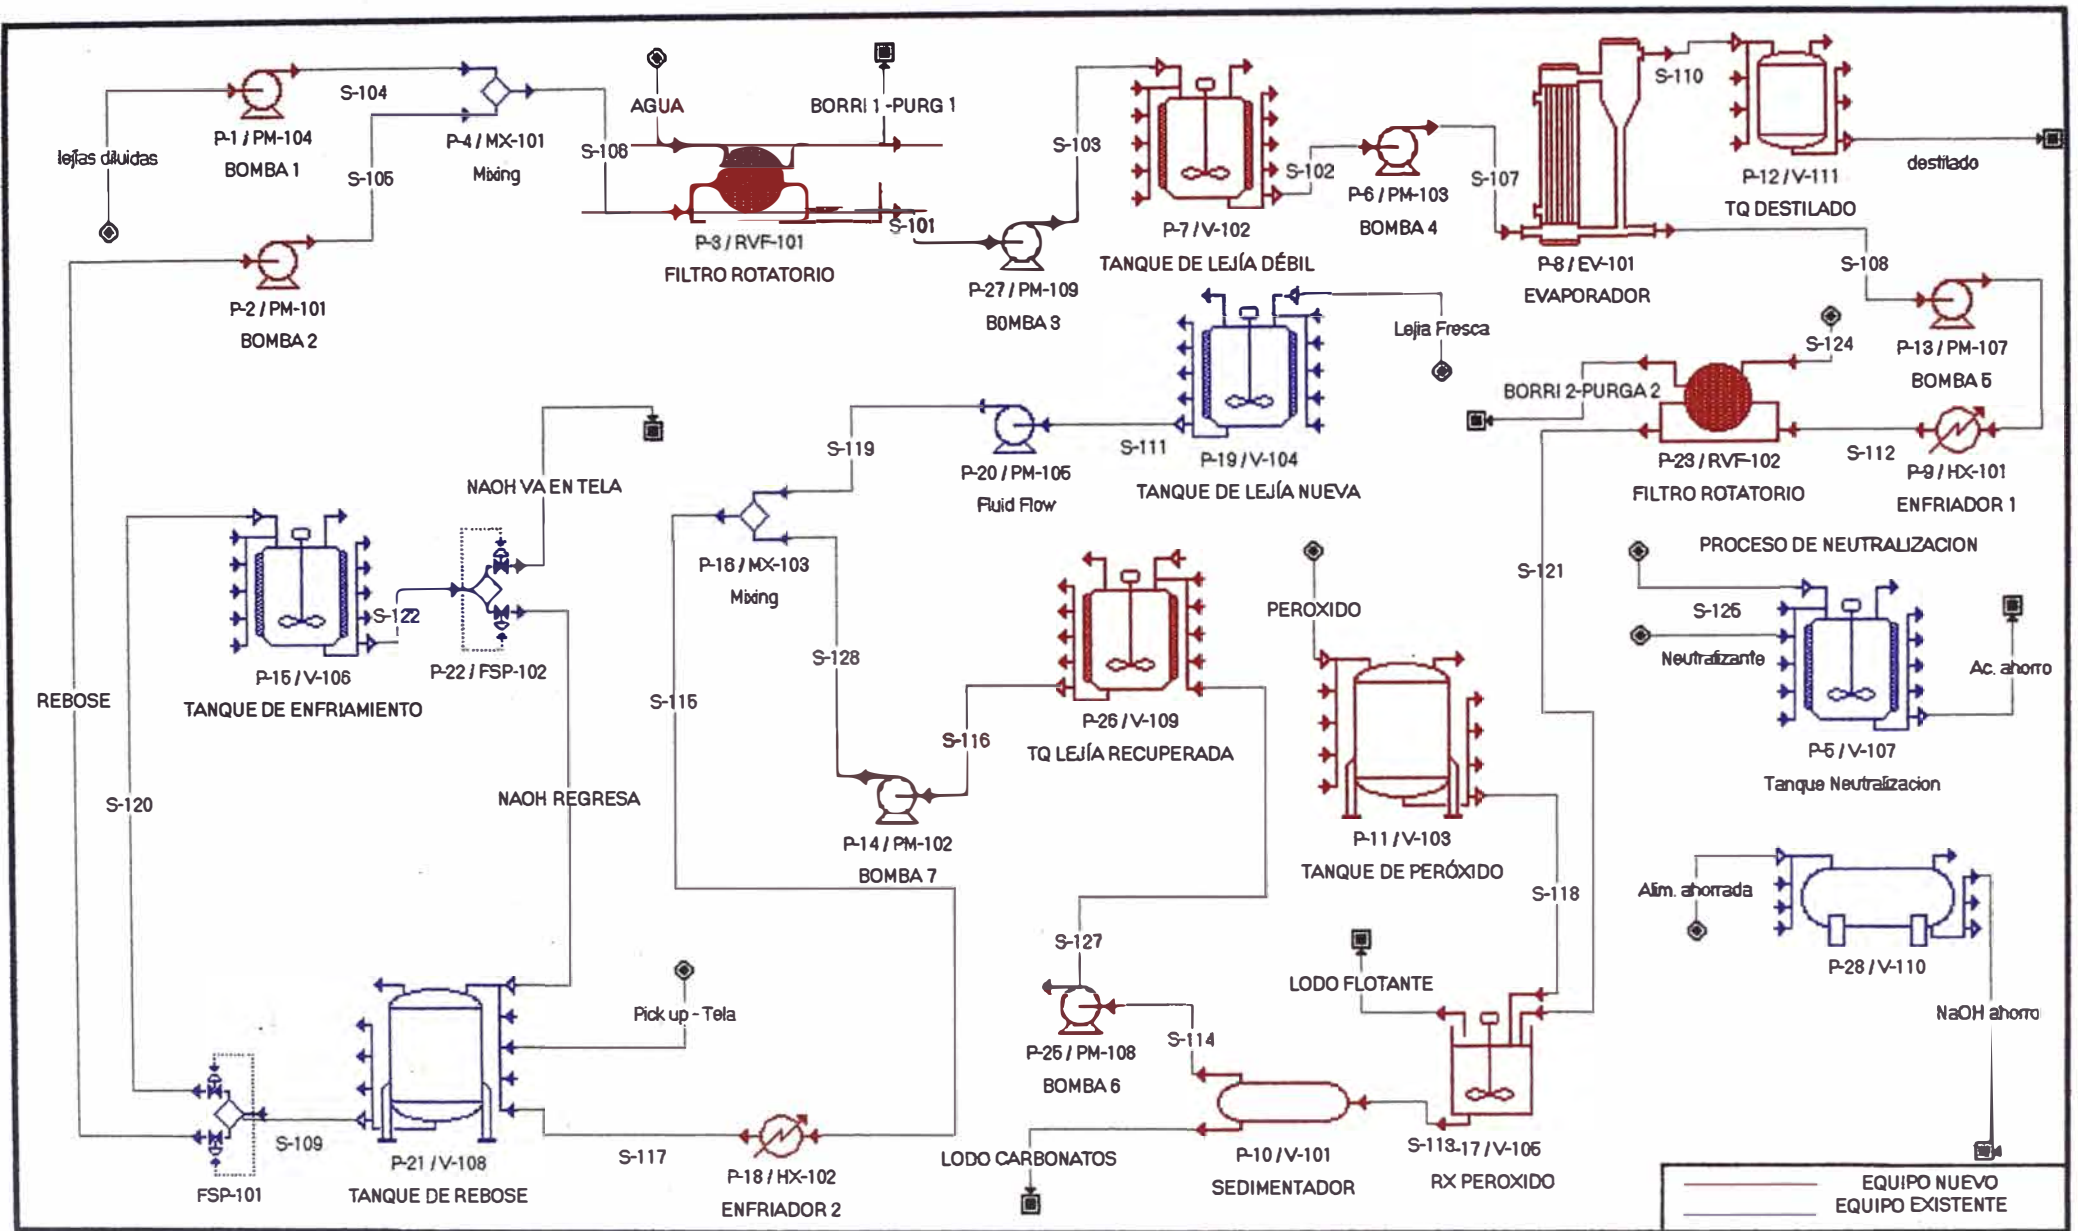 lejías diluidas
P-1 / PM-104
BOMBA 1
S-104
S-105
P-4 / MX-101
Mixing
P-2 / PM-101
BOMBA 2
S-106
AGUA
BORRI 1 -PURG 1
P-3 / RVF-101
FILTRO ROTATORIO
S-101
P-27 / PM-109
BOMBA 3
S-103
P-7 / V-102
TANQUE DE LEJÍA DÉBIL
S-102
P-6 / PM-103
BOMBA 4
S-107
P-8 / EV-101
EVAPORADOR
S-110
P-12 / V-111
TQ DESTILADO
destilado
S-108
P-13 / PM-107
BOMBA 5
S-124
BORRI 2-PURGA 2
P-23 / RVF-102
FILTRO ROTATORIO
S-112
P-9 / HX-101
ENFRIADOR 1
Lejia Fresca
P-19 / V-104
TANQUE DE LEJÍA NUEVA
S-111
P-20 / PM-105
Fluid Flow
S-119
P-16 / MX-103
Mixing
NAOH VA EN TELA
P-15 / V-106
TANQUE DE ENFRIAMIENTO
S-122
P-22 / FSP-102
REBOSE
S-120
NAOH REGRESA
S-115
S-128
P-14 / PM-102
BOMBA 7
S-116
P-26 / V-109
TQ LEJÍA RECUPERADA
PEROXIDO
P-11 / V-103
TANQUE DE PERÓXIDO
S-121
S-118
PROCESO DE NEUTRALIZACION
S-125
Neutralizante
P-5 / V-107
Tanque Neutralizacion
Ac. ahorro
Alim. ahorrada
P-28 / V-110
NaOH ahorro
S-127
P-25 / PM-108
BOMBA 6
S-114
LODO FLOTANTE
S-113
-17 / V-105
RX PEROXIDO
P-10 / V-101
SEDIMENTADOR
LODO CARBONATOS
Pick up - Tela
FSP-101
S-109
P-21 / V-108
TANQUE DE REBOSE
S-117
P-18 / HX-102
ENFRIADOR 2
EQUIPO NUEVO
EQUIPO EXISTENTE